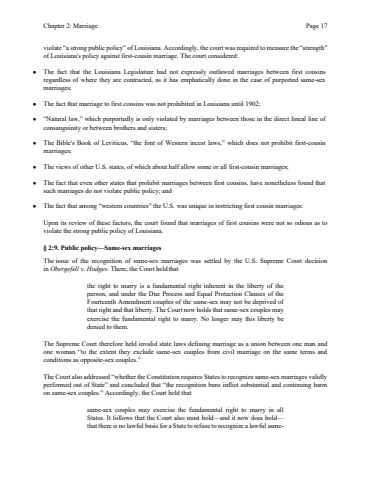 Chapter 2: Marriage Page 17
violate “a strong public policy” of Louisiana. Accordingly, the court was required to measure the “strength”
of Louisiana's policy against first-cousin marriage. The court considered:
● The fact that the Louisiana Legislature had not expressly outlawed marriages between first cousins
regardless of where they are contracted, as it has emphatically done in the case of purported same-sex
marriages;
● The fact that marriage to first cousins was not prohibited in Louisiana until 1902;
● “Natural law,” which purportedly is only violated by marriages between those in the direct lineal line of
consanguinity or between brothers and sisters;
● The Bible's Book of Leviticus, “the font of Western incest laws,” which does not prohibit first-cousin
marriages;
● The views of other U.S. states, of which about half allow some or all first-cousin marriages;
● The fact that even other states that prohibit marriages between first cousins, have nonetheless found that
such marriages do not violate public policy; and
● The fact that among “western countries” the U.S. was unique in restricting first cousin marriages.
Upon its review of these factors, the court found that marriages of first cousins were not so odious as to
violate the strong public policy of Louisiana.
§ 2:9. Public policy—Same-sex marriages
The issue of the recognition of same-sex marriages was settled by the U.S. Supreme Court decision
in Obergefell v. Hodges. There, the Court held that
the right to marry is a fundamental right inherent in the liberty of the
person, and under the Due Process and Equal Protection Clauses of the
Fourteenth Amendment couples of the same-sex may not be deprived of
that right and that liberty. The Court now holds that same-sex couples may
exercise the fundamental right to marry. No longer may this liberty be
denied to them.
The Supreme Court therefore held invalid state laws defining marriage as a union between one man and
one woman “to the extent they exclude same-sex couples from civil marriage on the same terms and
conditions as opposite-sex couples.”
The Court also addressed “whether the Constitution requires States to recognize same-sex marriages validly
performed out of State” and concluded that “the recognition bans inflict substantial and continuing harm
on same-sex couples.” Accordingly, the Court held that
same-sex couples may exercise the fundamental right to marry in all
States. It follows that the Court also must hold—and it now does hold—
that there is no lawful basis for a State to refuse to recognize a lawful same-